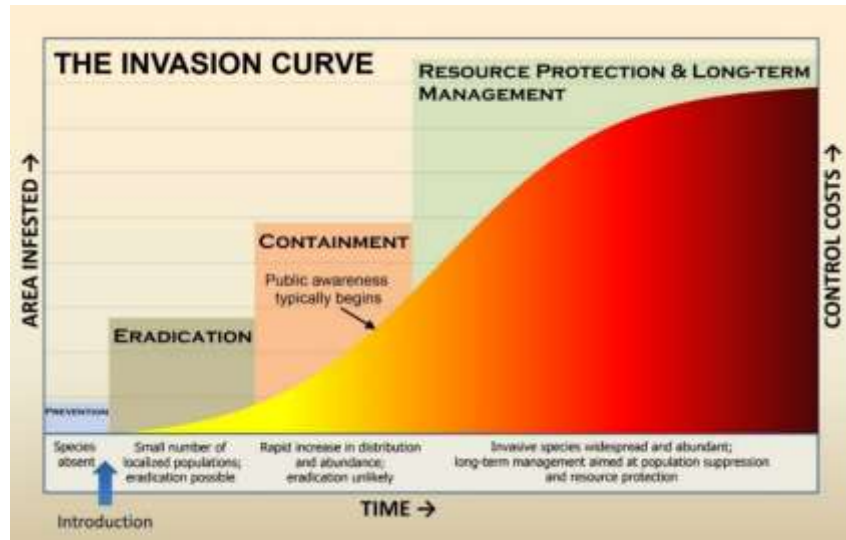 THE INVASION CURVE
RESOURCE PROTECTION & LONG-TERM
MANAGEMENT
CONTAINMENT
Public awareness
typically begins
ERADICATION
PREVENTION
AREA INFESTED →
CONTROL COSTS →
Species
absent
Small number of
localized populations;
eradication possible
Rapid increase in distribution
and abundance;
eradication unlikely
Invasive species widespread and abundant;
long-term management aimed at population suppression
and resource protection
Introduction
TIME →